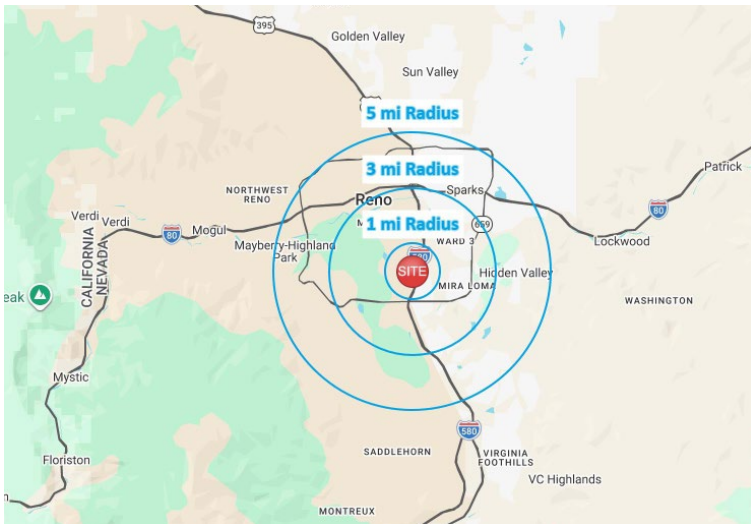 395
Golden Valley
Sun Valley
5 mi Radius
3 mi Radius
Patrick
NORTHWEST
RENO
Reno
Sparks
Verdi
Verdi
80
Mogul
1 mi Radius
659
80
Lockwood
Mayberry-Highland
Park
WARD 3
CALIFORNIA
NEVADA
SITE
Hidden Valley
MIRA LOMA
WASHINGTON
eak
Mystic
580
SADDLEHORN
VIRGINIA
FOOTHILLS
Floriston
VC Highlands
MONTREUX